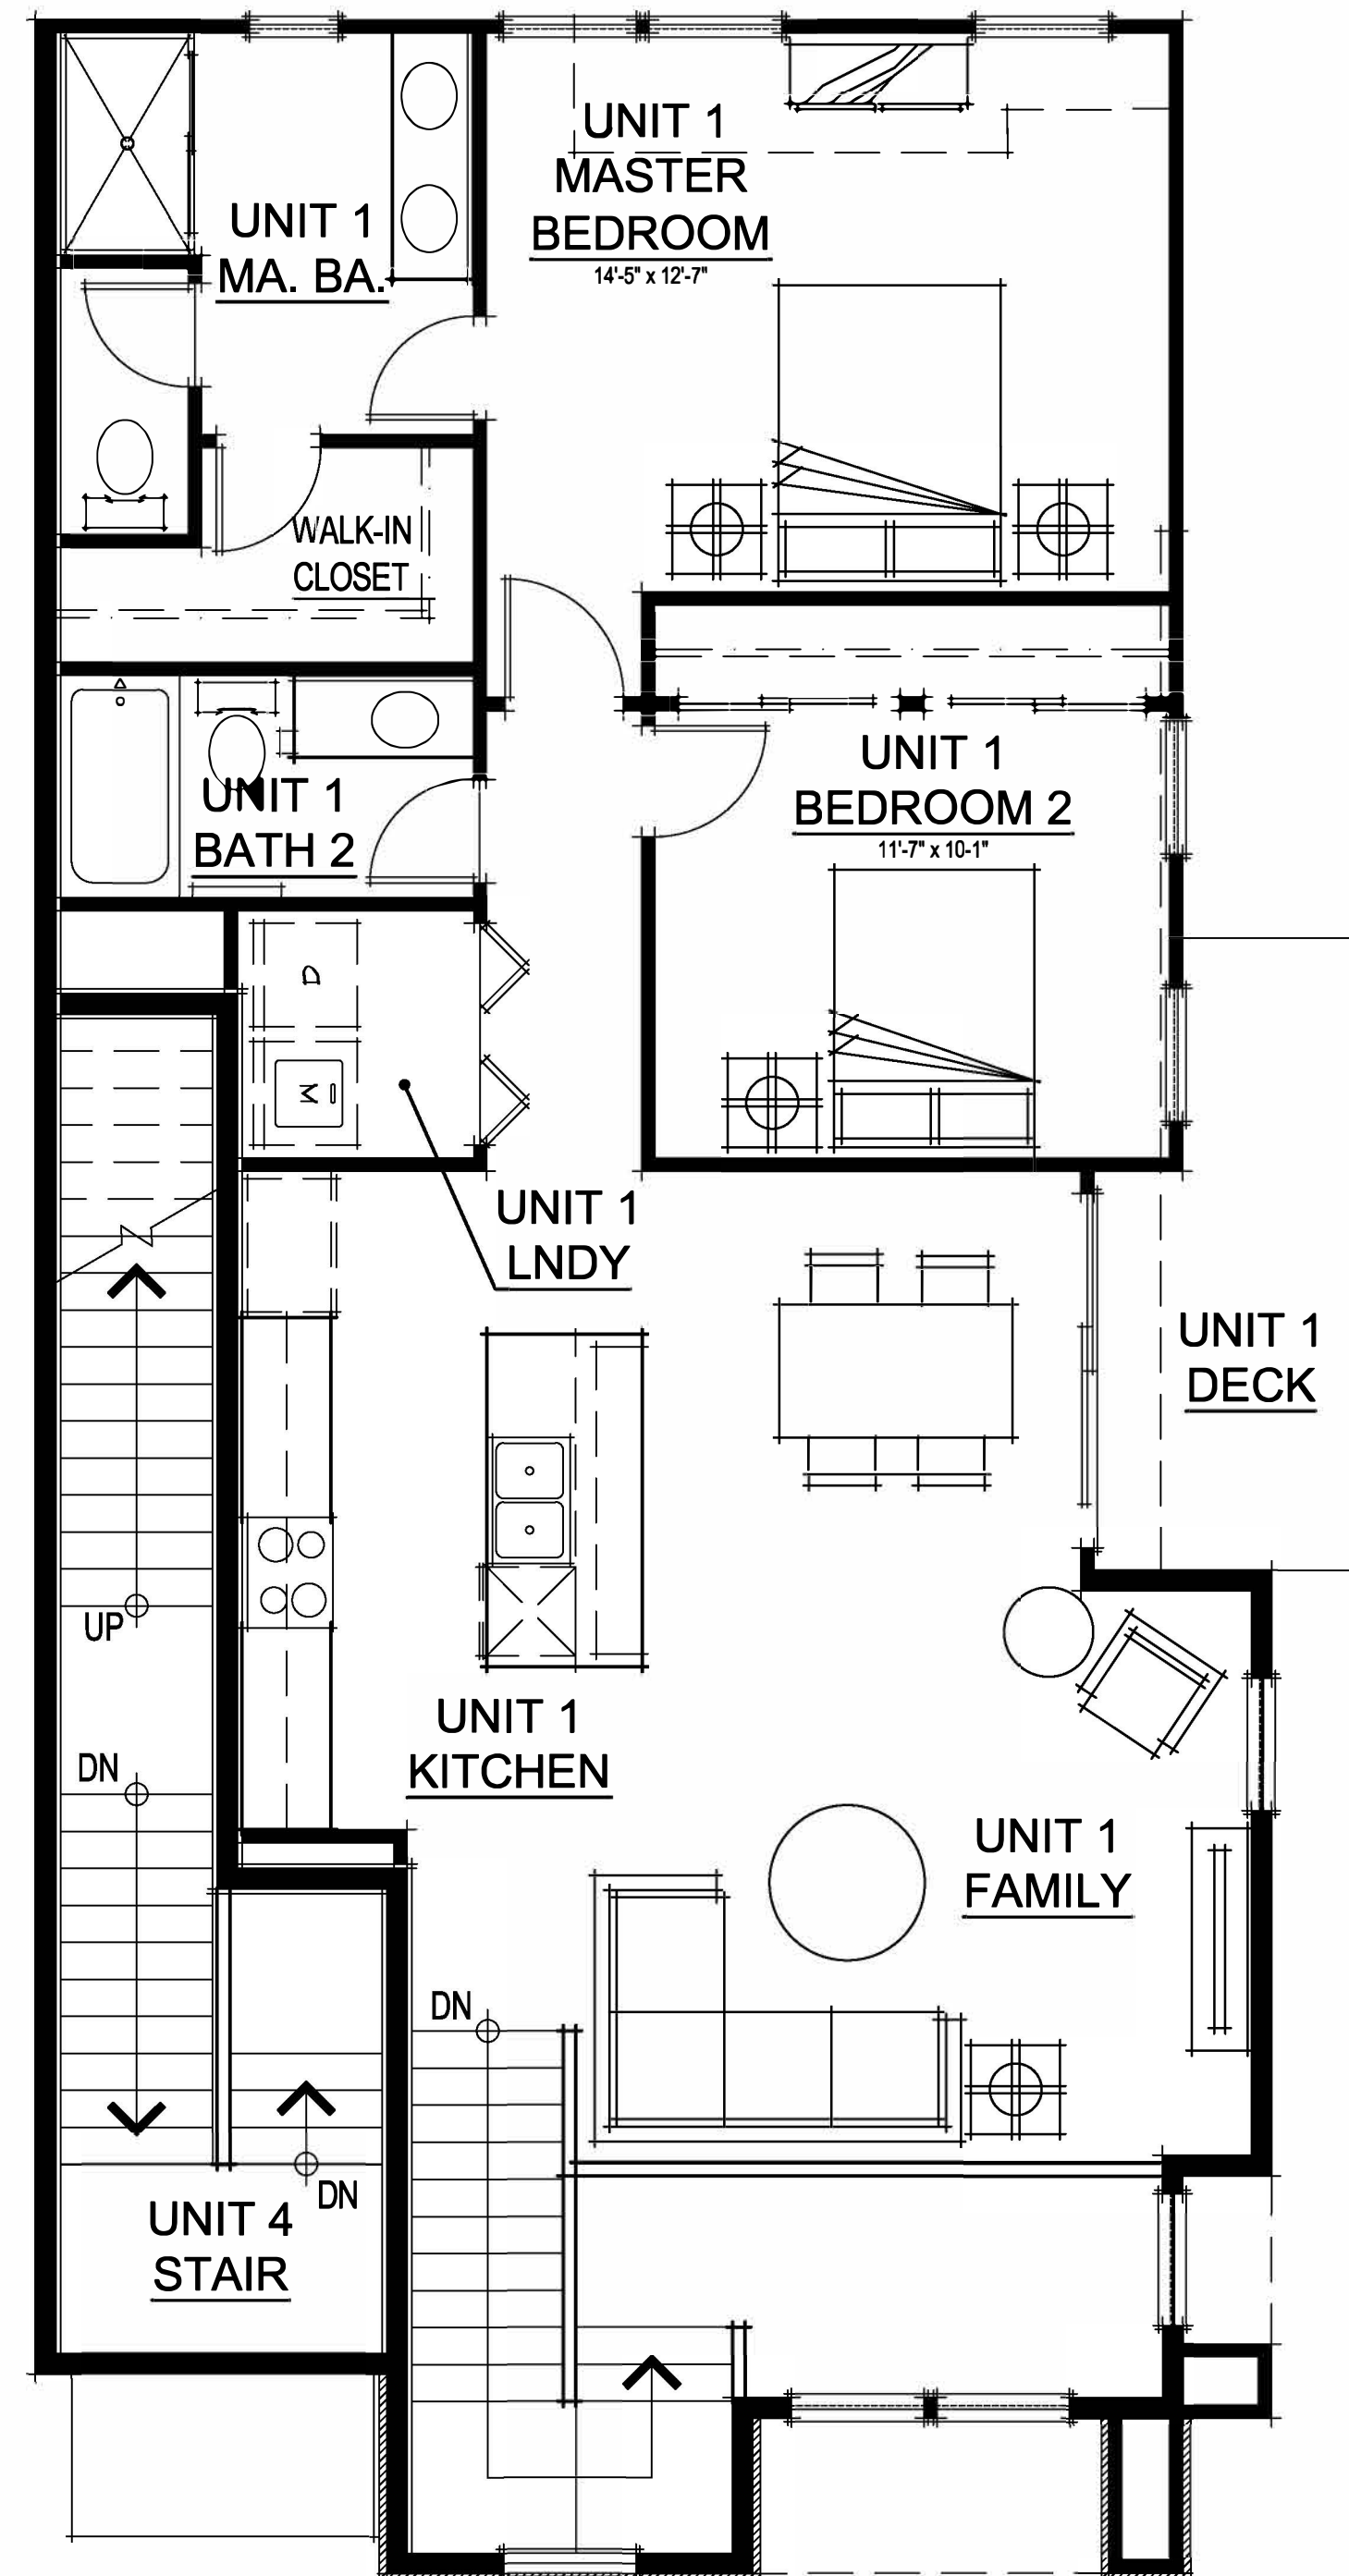 UNIT 1
MASTER
BEDROOM
14'-5" x 12'-7"
UNIT 1
MA. BA.
WALK-IN
CLOSET
UNIT 1
BEDROOM 2
11'-7" x 10-1"
UNIT 1
BATH 2
D
W
UNIT 1
LNDY
UNIT 1
DECK
UP
DN
UNIT 1
KITCHEN
UNIT 1
FAMILY
DN
DN
UNIT 4
STAIR